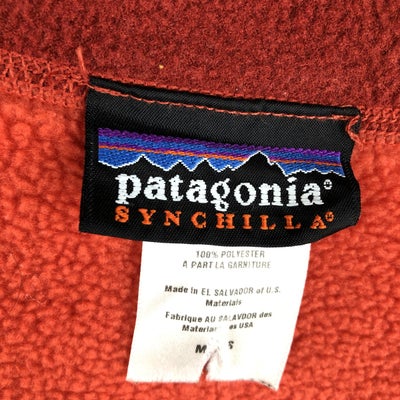 patagonia®
SYNCHILLA®
100% POLYESTER
A PART LA GARNITURE
Made in EL SALVADOR of U.S.
Materials
Fabrique AU SALVADOR des
Materiaux des USA
M S